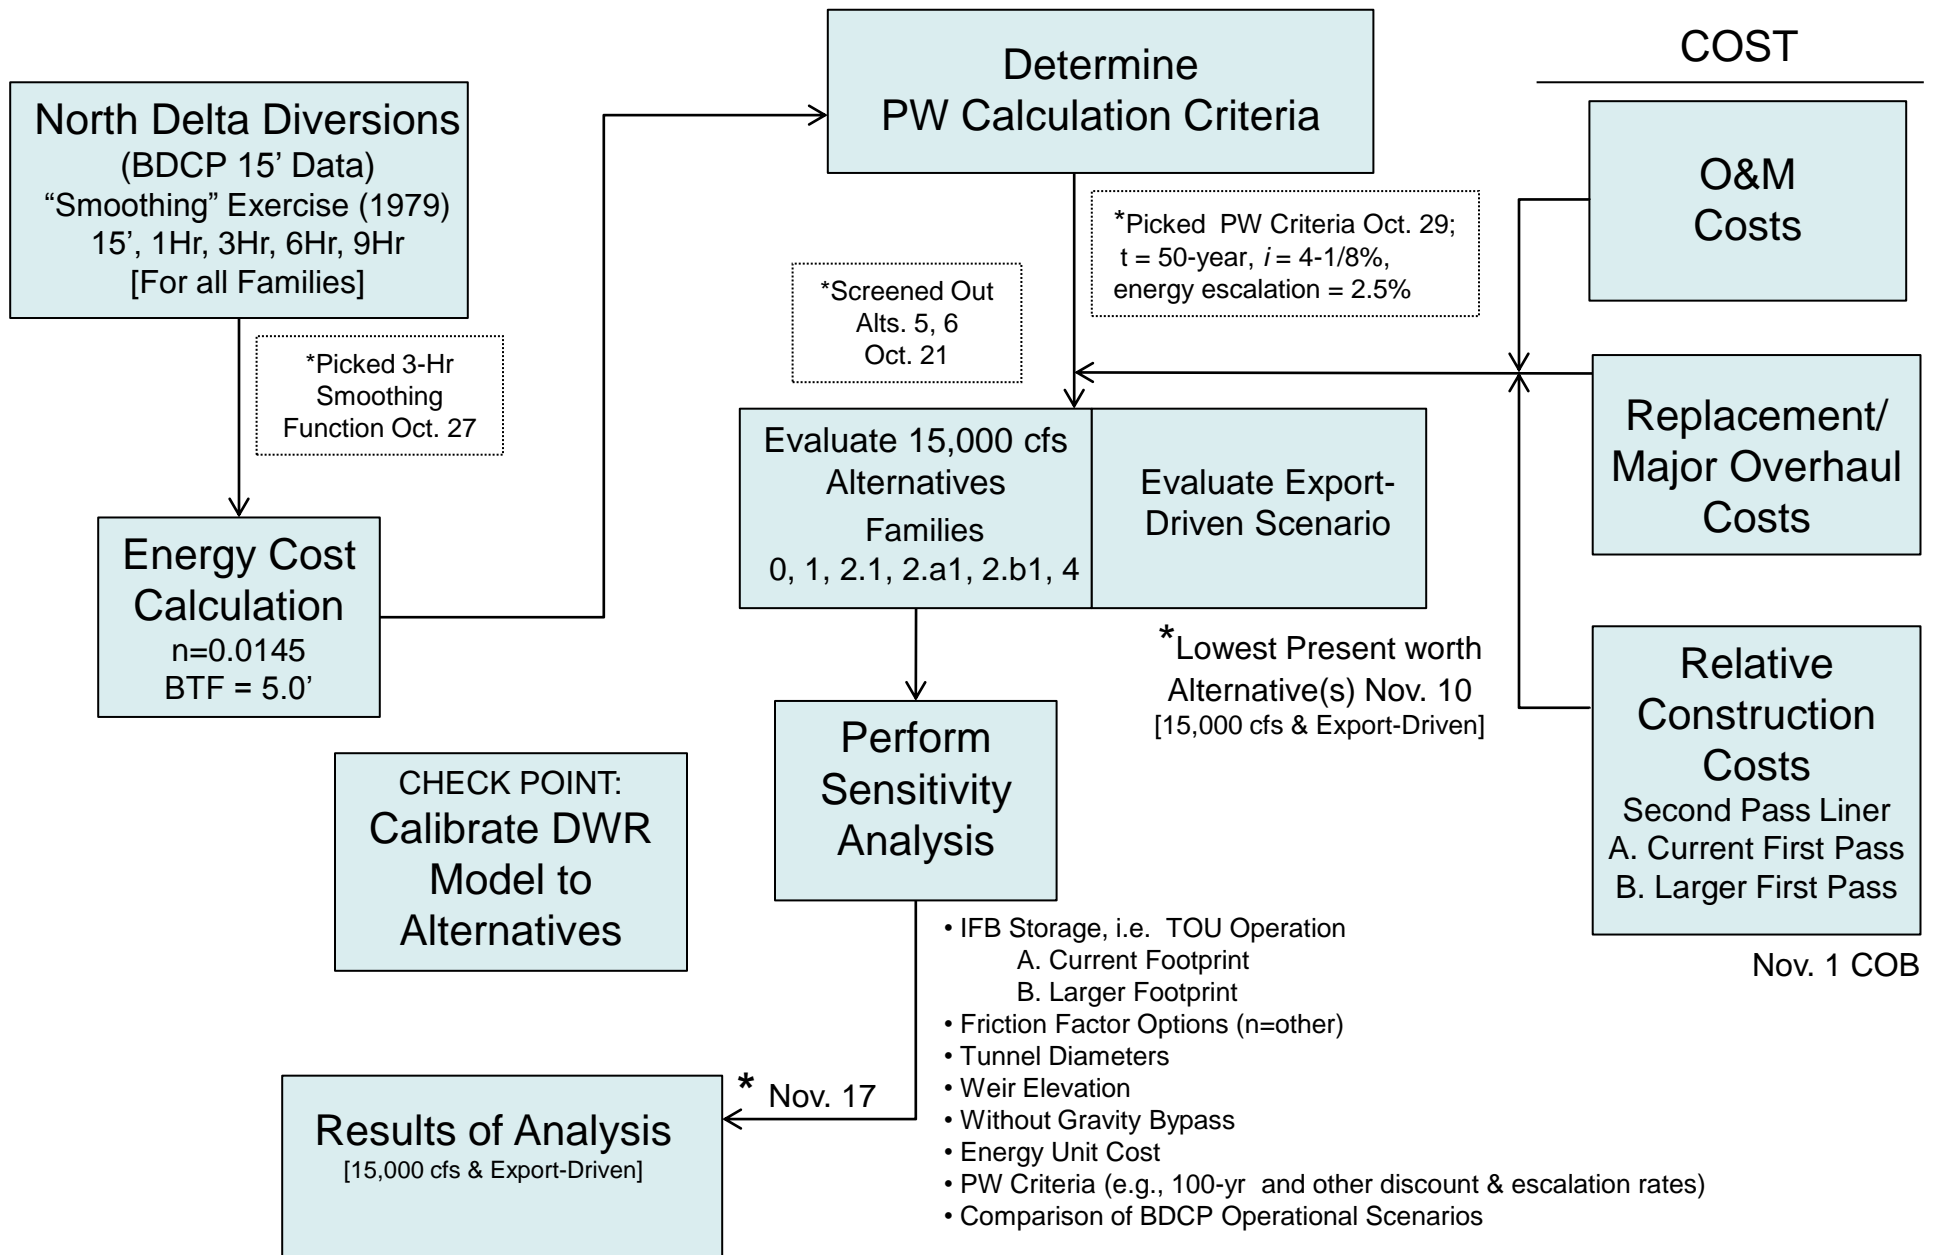 North Delta Diversions
(BDCP 15’ Data)
“Smoothing” Exercise (1979)
15’, 1Hr, 3Hr, 6Hr, 9Hr
[For all Families]
*Picked 3-Hr
Smoothing
Function Oct. 27
Energy Cost
Calculation
n=0.0145
BTF = 5.0’
CHECK POINT:
Calibrate DWR
Model to
Alternatives
Determine
PW Calculation Criteria
*Picked PW Criteria Oct. 29;
t = 50-year, i = 4-1/8%,
energy escalation = 2.5%
*Screened Out
Alts. 5, 6
Oct. 21
Evaluate 15,000 cfs
Alternatives
Families
0, 1, 2.1, 2.a1, 2.b1, 4
Evaluate Export-
Driven Scenario
*Lowest Present worth
Alternative(s) Nov. 10
[15,000 cfs & Export-Driven]
Perform
Sensitivity
Analysis
• IFB Storage, i.e. TOU Operation
A. Current Footprint
B. Larger Footprint
• Friction Factor Options (n=other)
• Tunnel Diameters
• Weir Elevation
• Without Gravity Bypass
• Energy Unit Cost
• PW Criteria (e.g., 100-yr and other discount & escalation rates)
• Comparison of BDCP Operational Scenarios
* Nov. 17
Results of Analysis
[15,000 cfs & Export-Driven]
COST
O&M
Costs
Replacement/
Major Overhaul
Costs
Relative
Construction
Costs
Second Pass Liner
A. Current First Pass
B. Larger First Pass
Nov. 1 COB